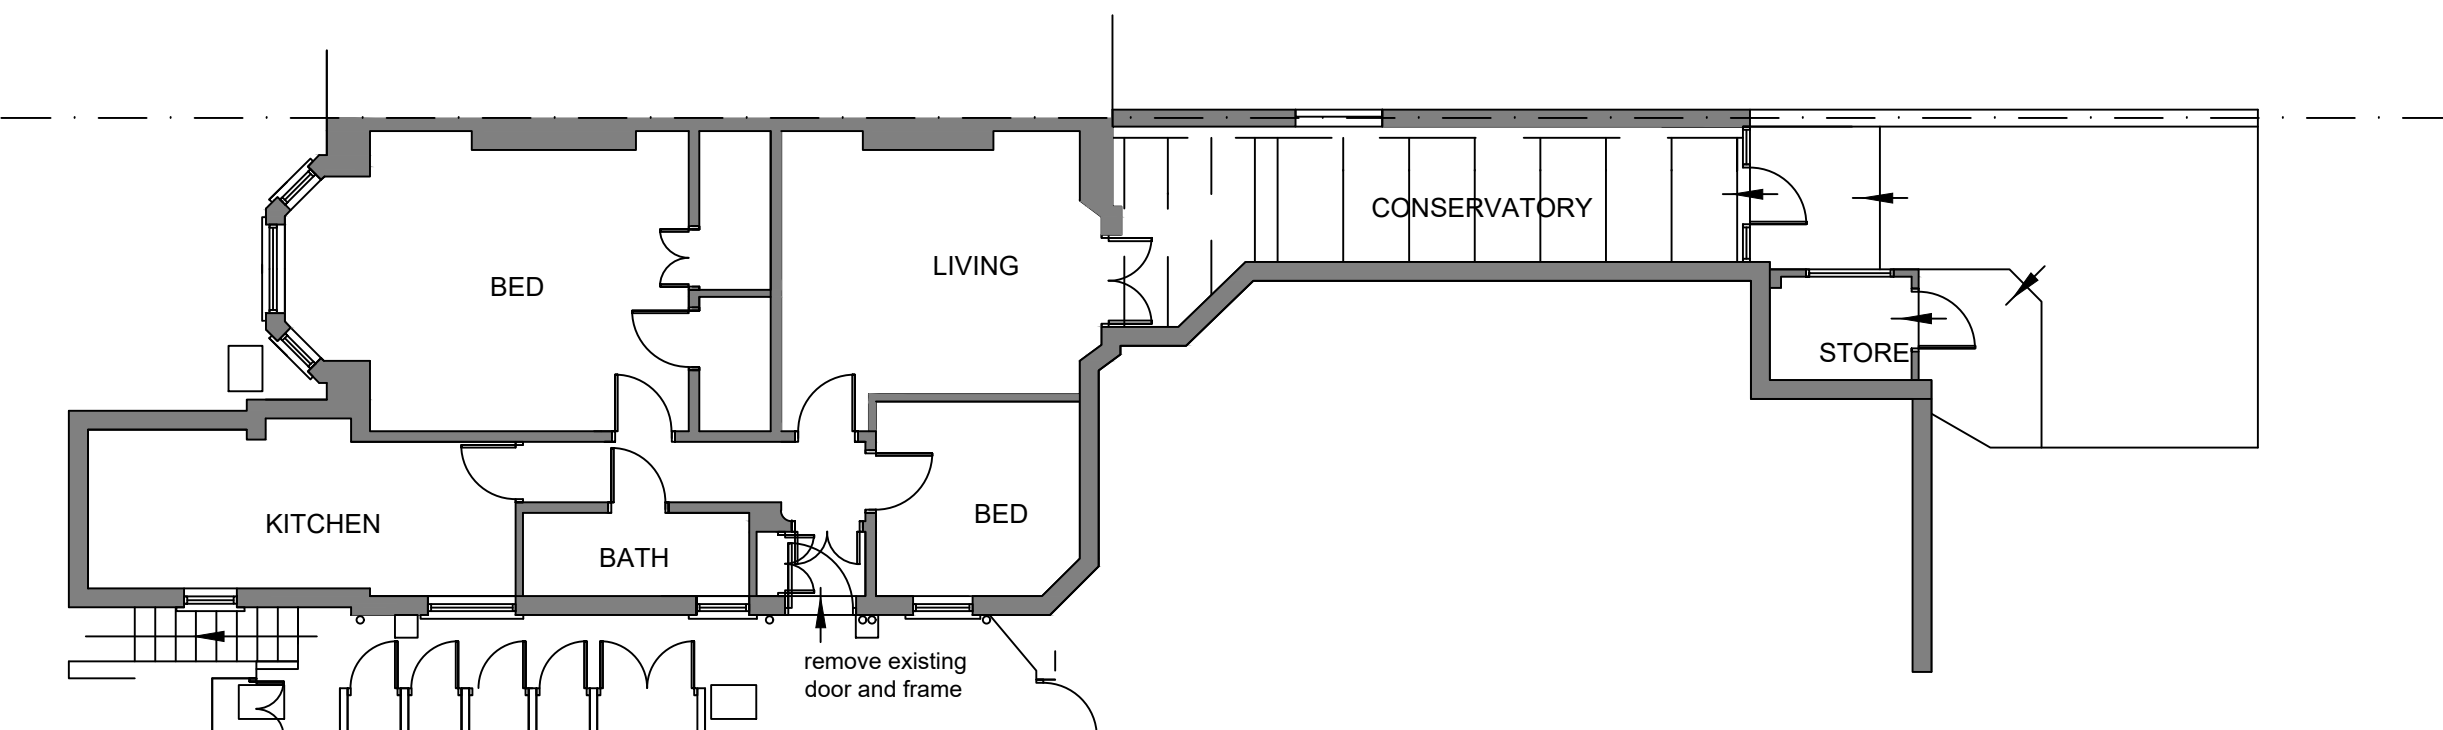 CONSERVATORY
LIVING
BED
STORE
BED
KITCHEN
BATH
remove existing
door and frame